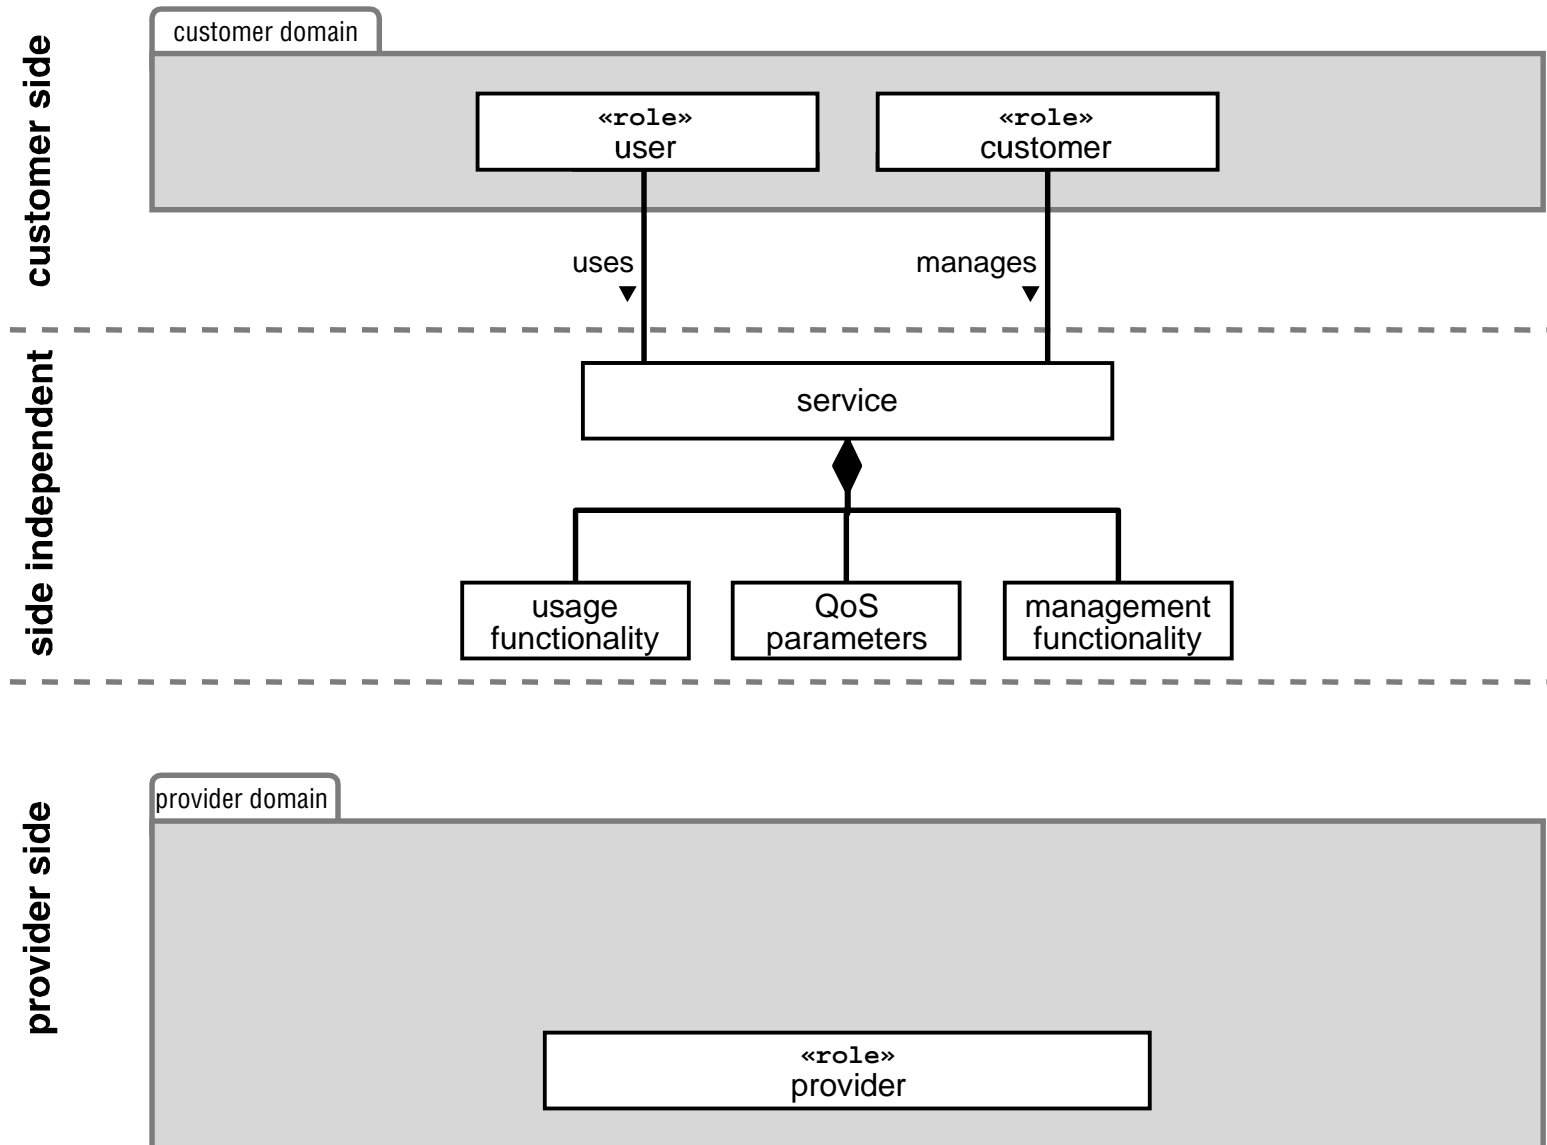 customer side
customer domain
«role»
user
«role»
customer
uses
manages
side independent
service
usage
functionality
QoS
parameters
management
functionality
provider side
provider domain
«role»
provider